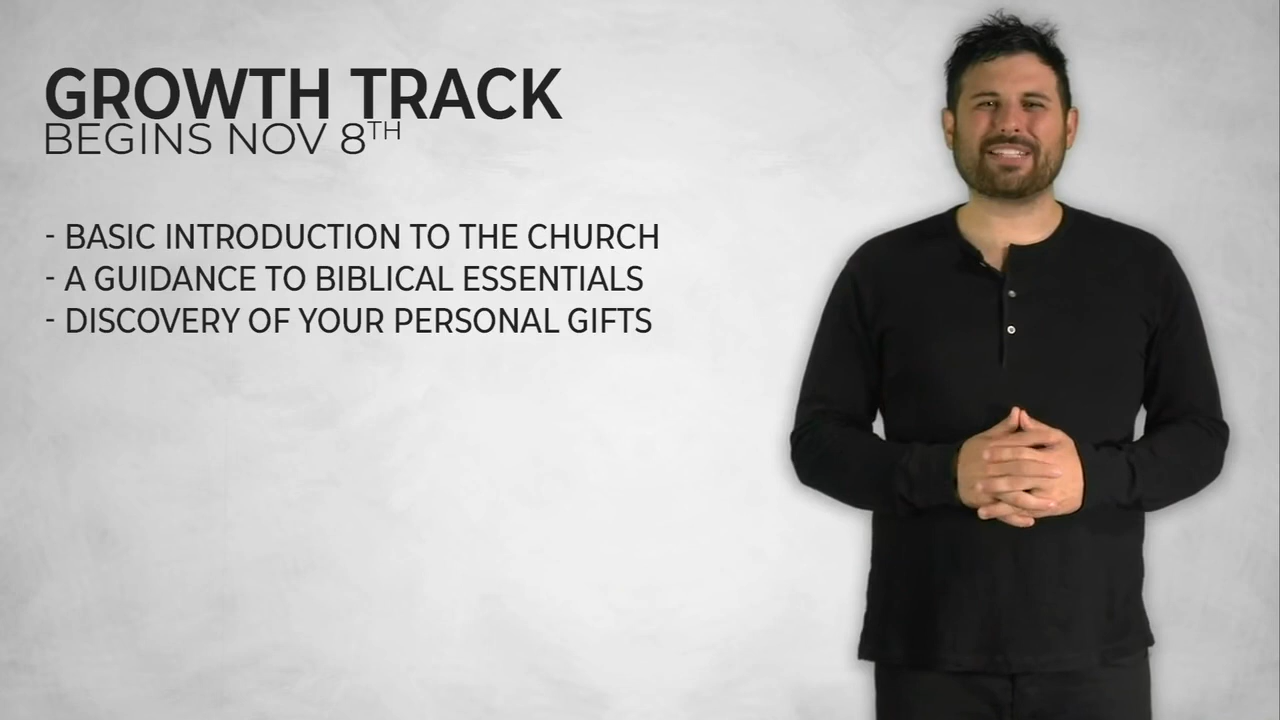 GROWTH TRACK
BEGINS NOV 8TH
- BASIC INTRODUCTION TO THE CHURCH
- A GUIDANCE TO BIBLICAL ESSENTIALS
- DISCOVERY OF YOUR PERSONAL GIFTS